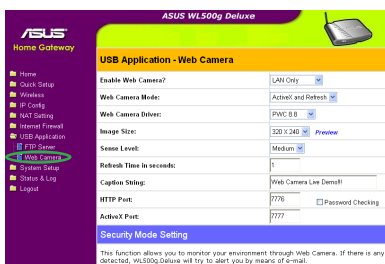 ASUS WL500g Deluxe
ASUS
Home Gateway
Home
Quick Setup
Wireless
IP Config
NAT Setting
Internet Firewall
USB Application
FTP Server
Web Camera
System Setup
Status & Log
Logout
USB Application - Web Camera
Enable Web Camera? LAN Only
Web Camera Mode: ActiveX and Refresh
Web Camera Driver: PWC 8.8
Image Size: 320 X 240 Preview
Sense Level: Medium
Refresh Time in seconds: 1
Caption String: Web Camera Live Demo!!!
HTTP Port: 7776 Password Checking
ActiveX Port: 7777
Security Mode Setting
This function allows you to monitor your environment through Web Camera. If there is any
detected, WL500g.Deluxe will try to alert you by means of e-mail.